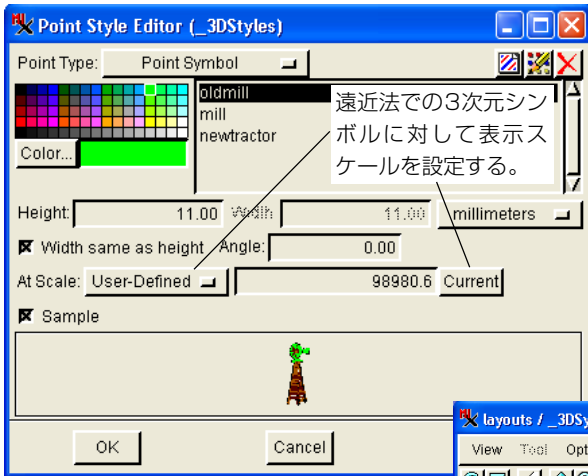 Point Style Editor (_3DStyles)
Point Type: Point Symbol
oldmill
mill
newtractor
遠近法での3次元シン
ボルに対して表示ス
ケールを設定する。
Color...
Height: 11.00 Width 11.00 millimeters
Width same as height Angle: 0.00
At Scale: User-Defined 98980.6 Current
Sample
OK Cancel
layouts / _3DSy
View Tool Opt